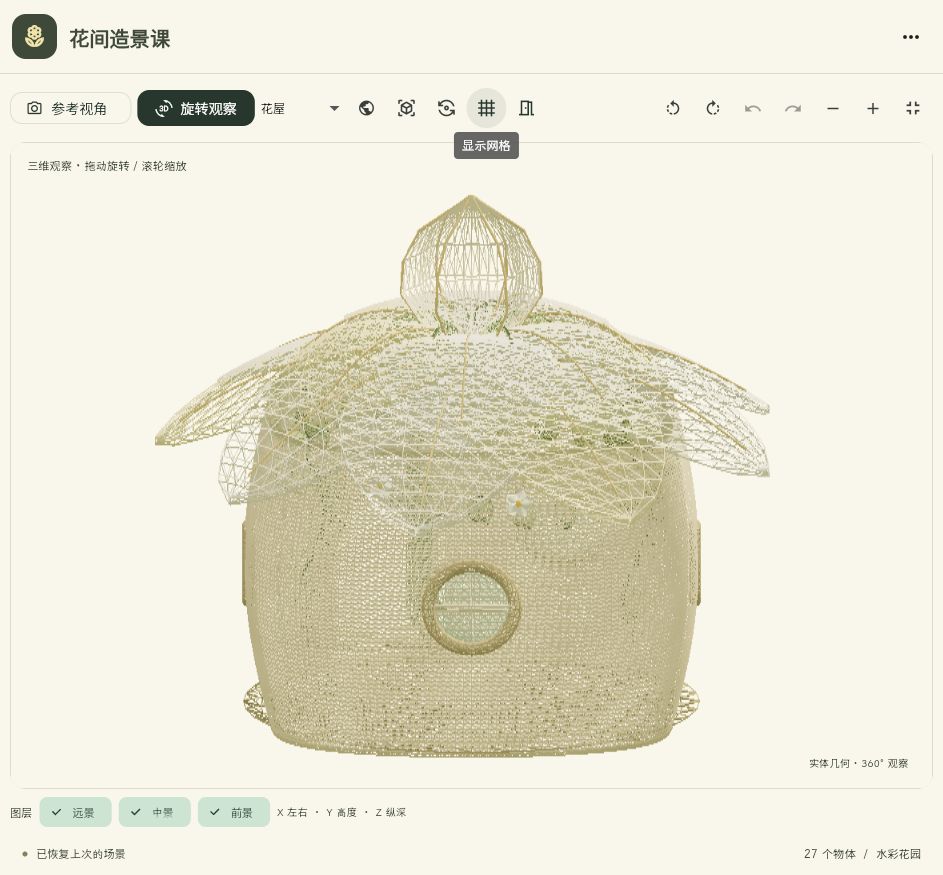 花间造景课
参考视角
3D 旋转观察
花屋
显示网格
三维观察・拖动旋转 / 滚轮缩放
实体几何・360° 观察
图层
远景
中景
前景
X 左右 ・ Y 高度 ・ Z 纵深
已恢复上次的场景
27 个物体 / 水彩花园